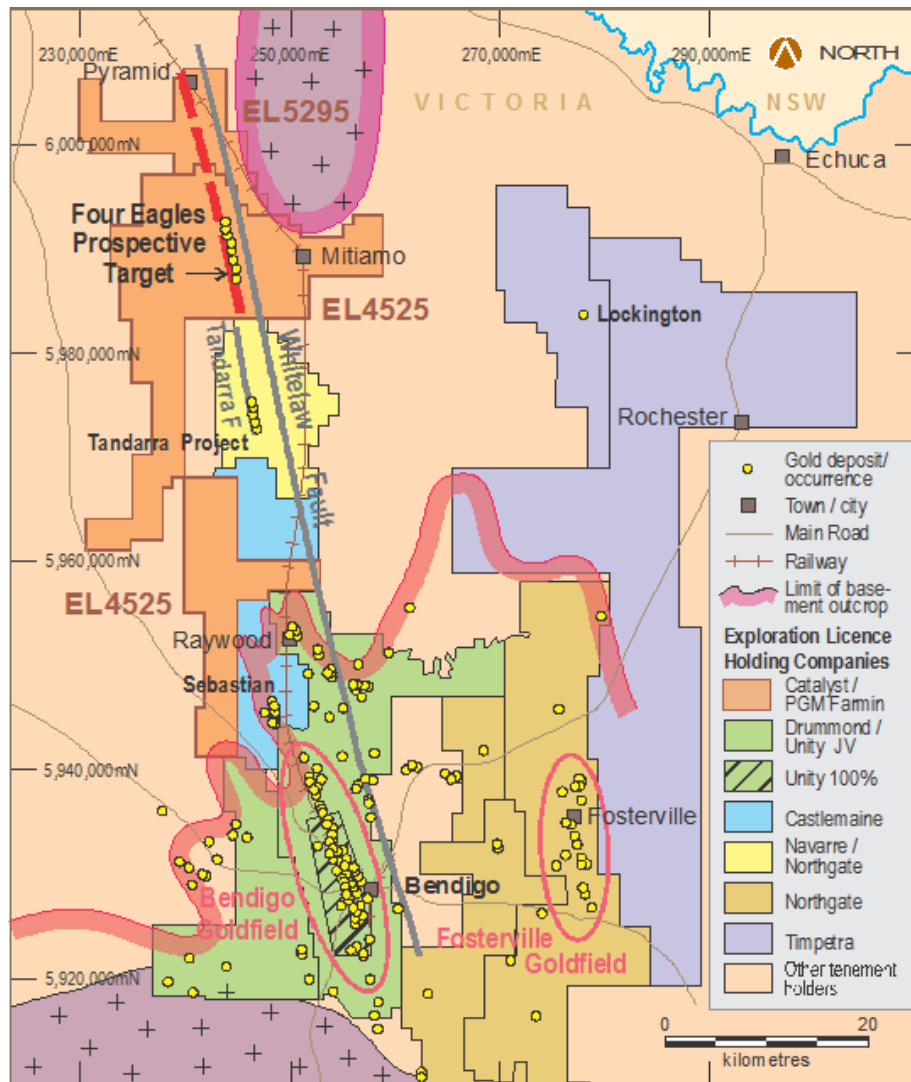 230,000mE
250,000mE
270,000mE
290,000mE
NORTH
Pyramid
EL5295
VICTORIA
NSW
6,000,000mN
Echuca
Four Eagles
Prospective
Target
Mitiamo
EL4525
Lockington
5,980,000mN
Tandarra F
Whitelaw
Fault
Rochester
Tandarra Project
5,960,000mN
EL4525
Raywood
Sebastian
5,940,000mN
Fosterville
Bendigo
Bendigo
Goldfield
Fosterville
Goldfield
5,920,000mN
Gold deposit/
occurrence
Town / city
Main Road
Railway
Limit of base-
ment outcrop
Exploration Licence
Holding Companies
Catalyst /
PGM Farmin
Drummond /
Unity JV
Unity 100%
Castlemaine
Navarre /
Northgate
Northgate
Timpetra
Other tenement
holders
0 20
kilometres